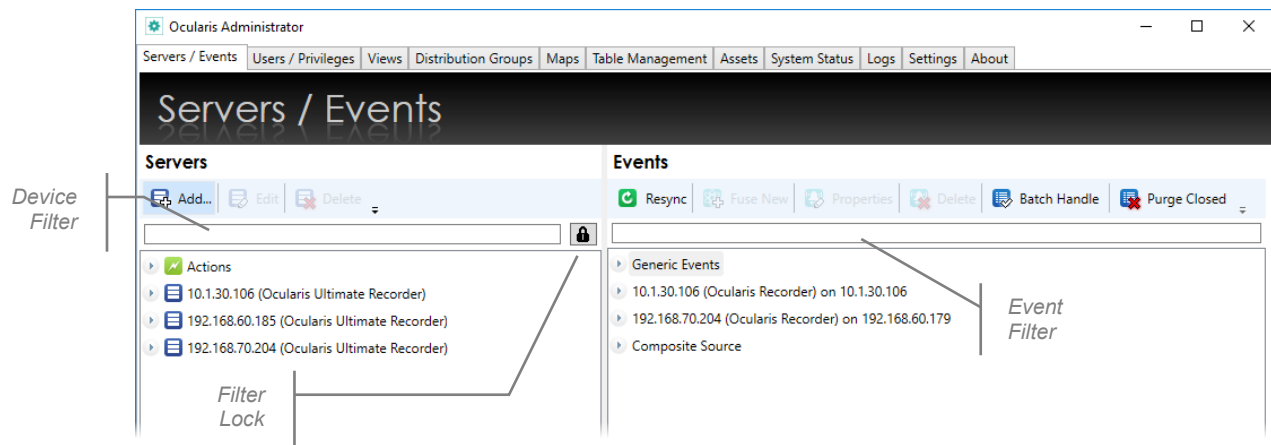 Ocularis Administrator
Servers / Events Users / Privileges Views Distribution Groups Maps Table Management Assets System Status Logs Settings About
Servers / Events
Servers
Add... Edit Delete
Actions
10.1.30.106 (Ocularis Ultimate Recorder)
192.168.60.185 (Ocularis Ultimate Recorder)
192.168.70.204 (Ocularis Ultimate Recorder)
Events
Resync Fuse New Properties Delete Batch Handle Purge Closed
Generic Events
10.1.30.106 (Ocularis Recorder) on 10.1.30.106
192.168.70.204 (Ocularis Recorder) on 192.168.60.179
Composite Source
Device
Filter
Filter
Lock
Event
Filter